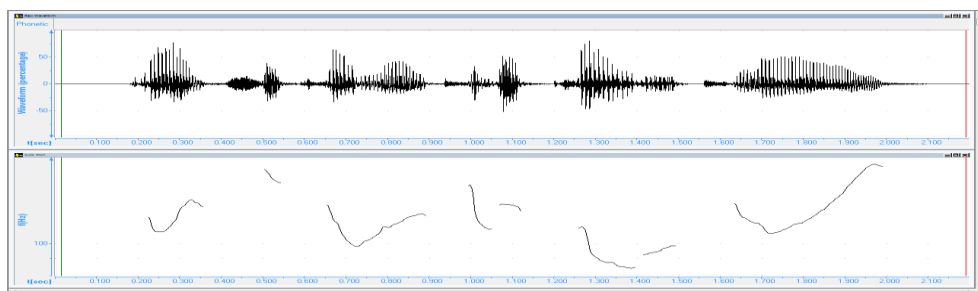 Phonetic
Waveform (percentage)
50
0
-50
t[sec] 0.100 0.200 0.300 0.400 0.500 0.600 0.700 0.800 0.900 1.000 1.100 1.200 1.300 1.400 1.500 1.600 1.700 1.800 1.900 2.000 2.100
f(Hz)
100
t[sec] 0.100 0.200 0.300 0.400 0.500 0.600 0.700 0.800 0.900 1.000 1.100 1.200 1.300 1.400 1.500 1.600 1.700 1.800 1.900 2.000 2.100